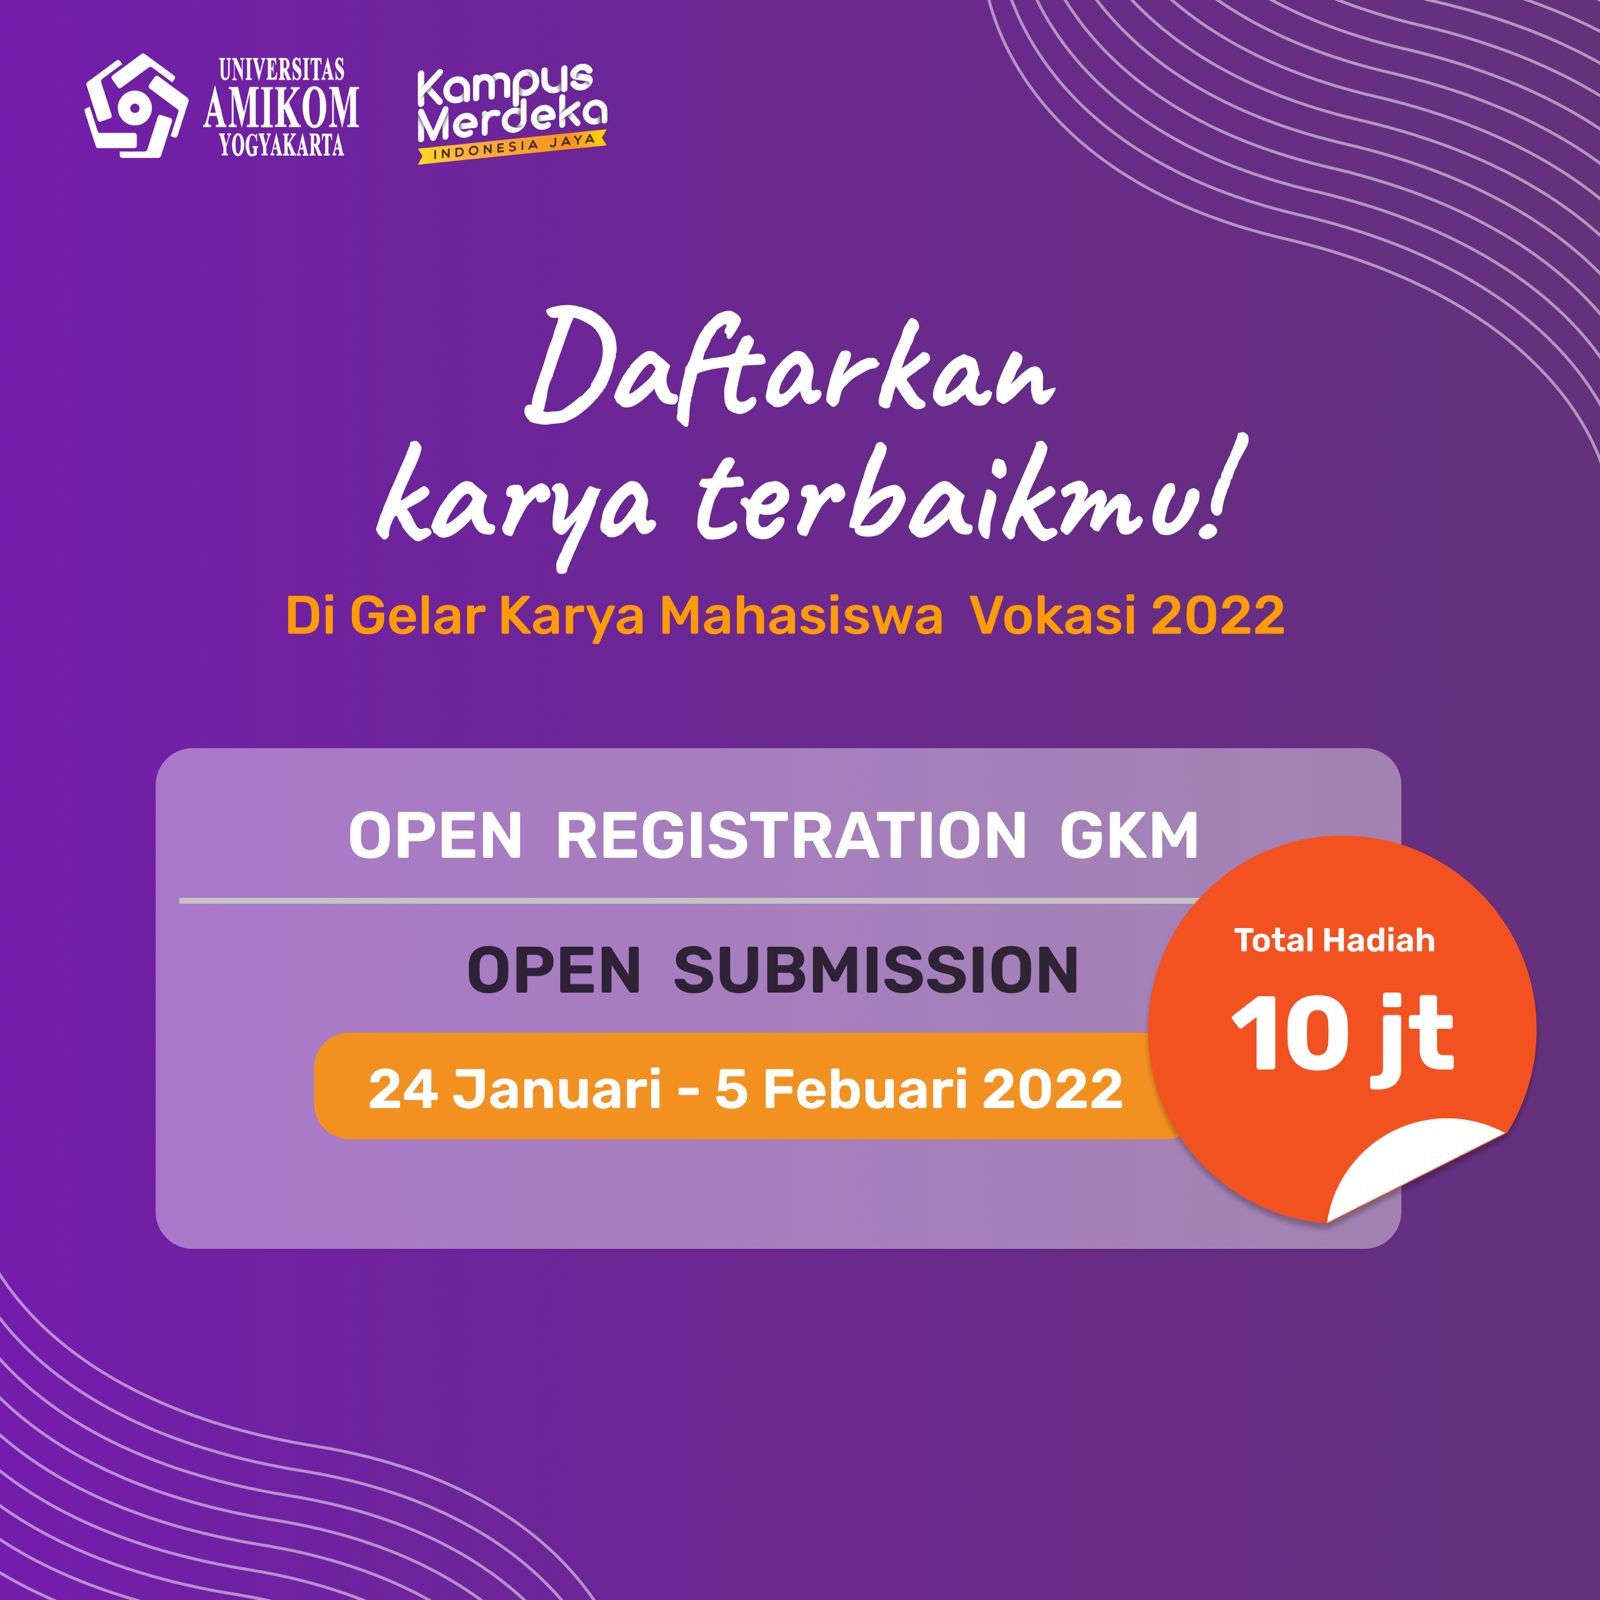 UNIVERSITAS
AMIKOM
YOGYAKARTA
Kampus
Merdeka
INDONESIA JAYA
Daftarkan
karya terbaikmu!
Di Gelar Karya Mahasiswa Vokasi 2022
OPEN REGISTRATION GKM
OPEN SUBMISSION
24 Januari - 5 Febuari 2022
Total Hadiah
10 jt